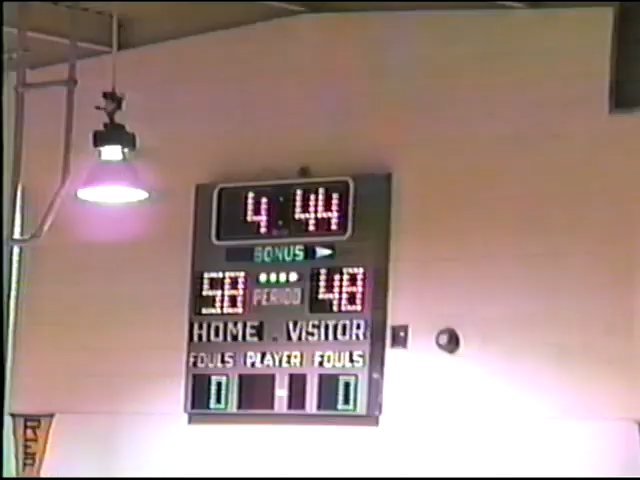 4:44
BONUS
58 48
PERIOD
HOME VISITOR
FOULS PLAYER FOULS
0 0